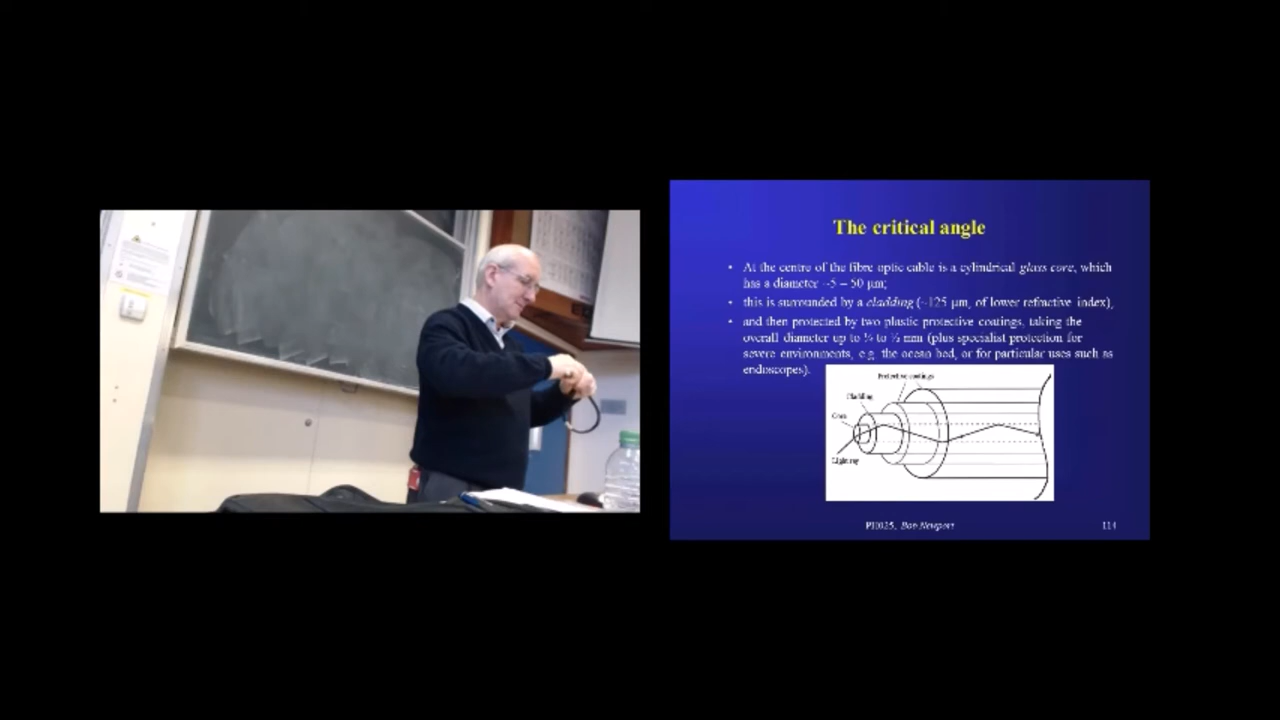 The critical angle
• At the centre of the fibre optic cable is a cylindrical glass core, which
has a diameter ~5 – 50 μm;
• this is surrounded by a cladding (~125 μm, of lower refractive index),
• and then protected by two plastic protective coatings, taking the
overall diameter up to ¼ to ½ mm (plus specialist protection for
severe environments, e.g. the ocean bed, or for particular uses such as
endoscopes).
Protective coatings
Cladding
Core
Light ray
PH025, Bob Newport
114